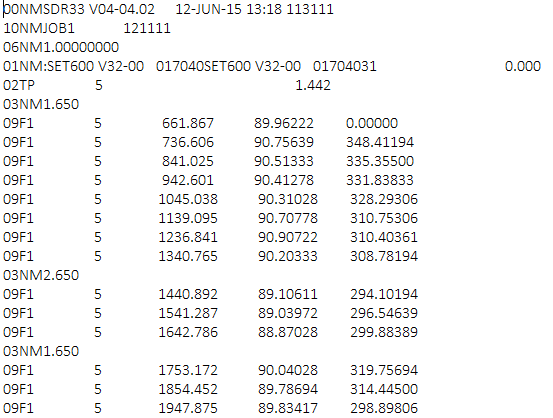 00NMSDR33 V04-04.02 12-JUN-15 13:18 113111
10NMJOB1 121111
06NM1.00000000
01NM:SET600 V32-00 017040SET600 V32-00 01704031 0.000
02TP 5 1.442
03NM1.650
09F1 5 661.867 89.96222 0.00000
09F1 5 736.606 90.75639 348.41194
09F1 5 841.025 90.51333 335.35500
09F1 5 942.601 90.41278 331.83833
09F1 5 1045.038 90.31028 328.29306
09F1 5 1139.095 90.70778 310.75306
09F1 5 1236.841 90.90722 310.40361
09F1 5 1340.765 90.20333 308.78194
03NM2.650
09F1 5 1440.892 89.10611 294.10194
09F1 5 1541.287 89.03972 296.54639
09F1 5 1642.786 88.87028 299.88389
03NM1.650
09F1 5 1753.172 90.04028 319.75694
09F1 5 1854.452 89.78694 314.44500
09F1 5 1947.875 89.83417 298.89806